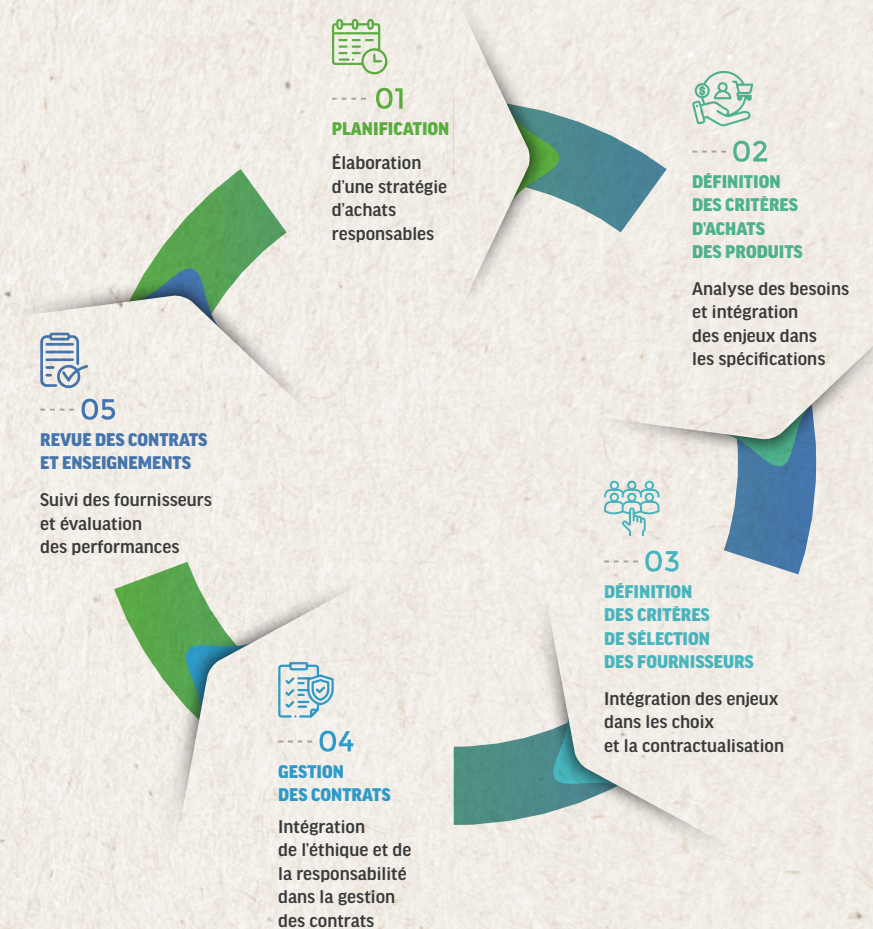 01
PLANIFICATION
Élaboration
d'une stratégie
d'achats
responsables
02
DÉFINITION
DES CRITÈRES
D'ACHATS
DES PRODUITS
Analyse des besoins
et intégration
des enjeux dans
les spécifications
03
DÉFINITION
DES CRITÈRES
DE SÉLECTION
DES FOURNISSEURS
Intégration des enjeux
dans les choix
et la contractualisation
04
GESTION
DES CONTRATS
Intégration
de l'éthique et de
la responsabilité
dans la gestion
des contrats
05
REVUE DES CONTRATS
ET ENSEIGNEMENTS
Suivi des fournisseurs
et évaluation
des performances